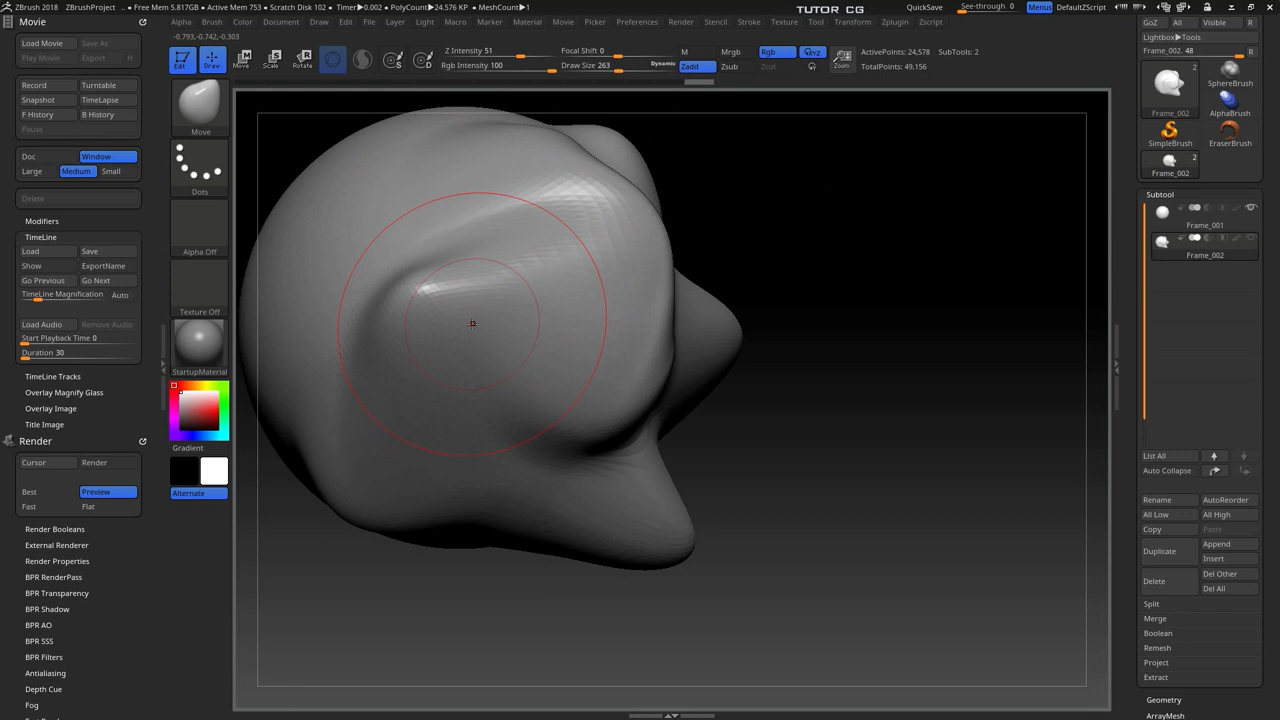 ZBrush 2018 ZBrushProject .. ● Free Mem 5.817GB ● Active Mem 753 ● Scratch Disk 102 ● Timer▶0.002 ● PolyCount▶24.576 KP ● MeshCount▶1
TUTOR CG
QuickSave See-through 0 Menus DefaultZScript
Movie
Alpha Brush Color Document Draw Edit File Layer Light Macro Marker Material Movie Picker Preferences Render Stencil Stroke Texture Tool Transform Zplugin Zscript
GoZ All Visible R
-0.793,-0.742,-0.303
Lightbox▶Tools
Load Movie Save As
Play Movie Export H
Edit Draw Move Scale Rotate
Z Intensity 51
Rgb Intensity 100
Focal Shift 0
Draw Size 263 Dynamic
M Mrgb Rgb
Zadd Zsub Zcut
Zoom
ActivePoints: 24,578 SubTools: 2
TotalPoints: 49,156
Frame_002. 48 R
Record Turntable
Snapshot TimeLapse
F History B History
Pause
Doc Window
Large Medium Small
Delete
Modifiers
TimeLine
Load Save
Show ExportName
Go Previous Go Next
TimeLine Magnification Auto
Load Audio Remove Audio
Start Playback Time 0
Duration 30
TimeLine Tracks
Overlay Magnify Glass
Overlay Image
Title Image
Render
Cursor Render
Best Preview
Fast Flat
Render Booleans
External Renderer
Render Properties
BPR RenderPass
BPR Transparency
BPR Shadow
BPR AO
BPR SSS
BPR Filters
Antialiasing
Depth Cue
Fog
Move
Dots
Alpha Off
Texture Off
StartupMaterial
Gradient
Alternate
2
SphereBrush
Frame_002 AlphaBrush
SimpleBrush EraserBrush
2
Frame_002
Subtool
Frame_001
Frame_002
List All
Auto Collapse
Rename AutoReorder
All Low All High
Copy Paste
Duplicate Append
Insert
Delete Del Other
Del All
Split
Merge
Boolean
Remesh
Project
Extract
Geometry
ArrayMesh